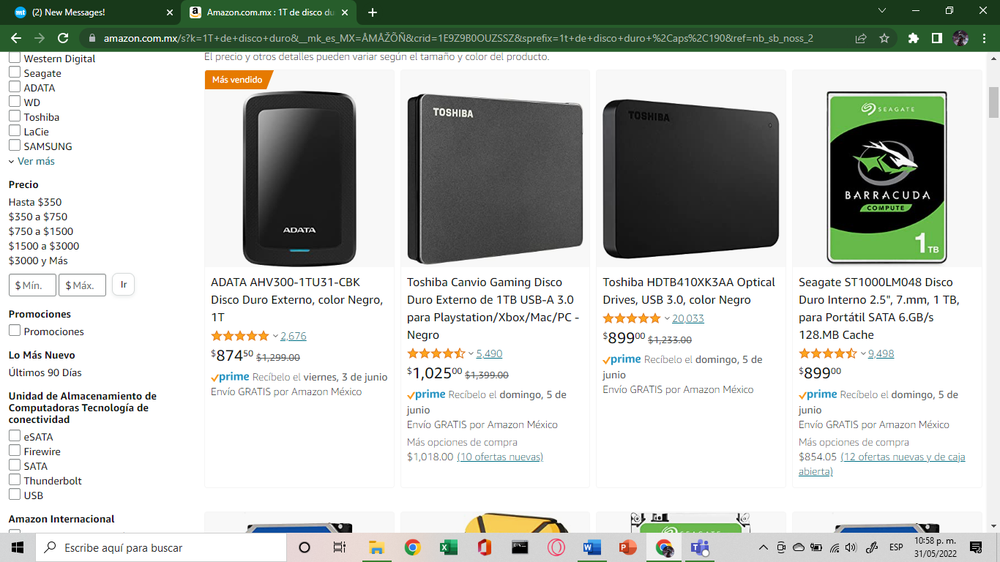 (2) New Messages!
Amazon.com.mx : 1T de disco du
amazon.com.mx/s?k=1T+de+disco+duro&__mk_es_MX=ÅMÅŽÕÑ&crid=1E9Z9B0OUZSSZ&sprefix=1t+de+disco+duro+%2Caps%2C190&ref=nb_sb_noss_2
Western Digital
Seagate
ADATA
WD
Toshiba
LaCie
SAMSUNG
Ver más
Precio
Hasta $350
$350 a $750
$750 a $1500
$1500 a $3000
$3000 y Más
$ Mín.
$ Máx.
Ir
Promociones
Promociones
Lo Más Nuevo
Últimos 90 Días
Unidad de Almacenamiento de
Computadoras Tecnología de
conectividad
eSATA
Firewire
SATA
Thunderbolt
USB
Amazon Internacional
El precio y otros detalles pueden variar según el tamaño y color del producto.
Más vendido
ADATA
ADATA AHV300-1TU31-CBK
Disco Duro Externo, color Negro,
1T
2,676
$87450 $1,299.00
prime Recíbelo el viernes, 3 de junio
Envío GRATIS por Amazon México
TOSHIBA
Toshiba Canvio Gaming Disco
Duro Externo de 1TB USB-A 3.0
para Playstation/Xbox/Mac/PC -
Negro
5,490
$1,02500 $1,399.00
prime Recíbelo el domingo, 5 de
junio
Envío GRATIS por Amazon México
Más opciones de compra
$1,018.00 (10 ofertas nuevas)
TOSHIBA
Toshiba HDTB410XK3AA Optical
Drives, USB 3.0, color Negro
20,033
$89900 $1,233.00
prime Recíbelo el domingo, 5 de
junio
Envío GRATIS por Amazon México
SEAGATE
BARRACUDA
COMPUTE
1TB
Seagate ST1000LM048 Disco
Duro Interno 2.5", 7.mm, 1 TB,
para Portátil SATA 6.GB/s
128.MB Cache
9,498
$89900
prime Recíbelo el domingo, 5 de
junio
Envío GRATIS por Amazon México
Más opciones de compra
$854.05 (12 ofertas nuevas y de caja
abierta)
SEAGATE
Escribe aquí para buscar
ESP
10:58 p. m.
31/05/2022